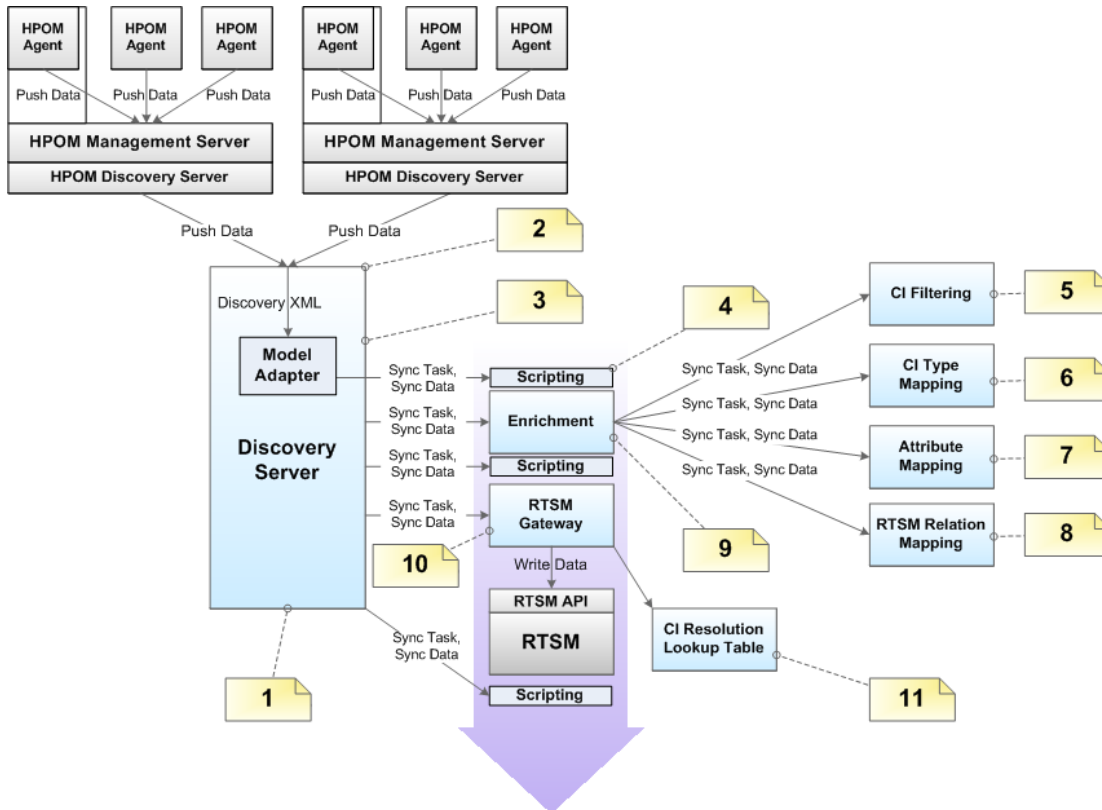 HPOM
Agent
HPOM
Agent
HPOM
Agent
HPOM
Agent
HPOM
Agent
HPOM
Agent
Push Data
Push Data
Push Data
Push Data
Push Data
Push Data
HPOM Management Server
HPOM Management Server
HPOM Discovery Server
HPOM Discovery Server
Push Data
Push Data
2
Discovery XML
3
4
CI Filtering
5
Model
Adapter
Sync Task,
Sync Data
Scripting
Sync Task, Sync Data
CI Type
Mapping
6
Sync Task,
Sync Data
Enrichment
Sync Task, Sync Data
Discovery
Server
Sync Task, Sync Data
Attribute
Mapping
7
Sync Task,
Sync Data
Scripting
Sync Task, Sync Data
Sync Task,
Sync Data
RTSM
Gateway
RTSM Relation
Mapping
8
10
9
Write Data
RTSM API
RTSM
CI Resolution
Lookup Table
Sync Task,
Sync Data
1
Scripting
11